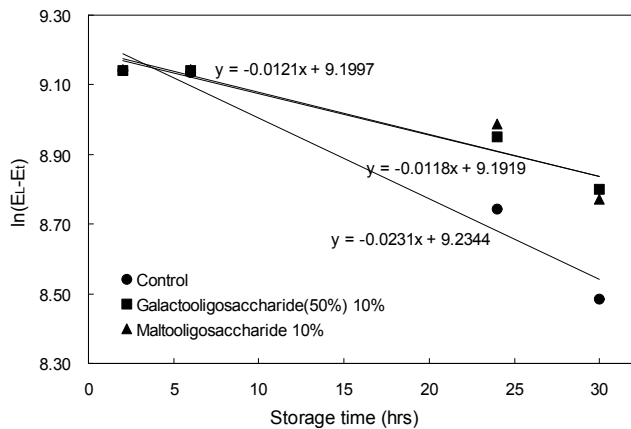 9.30
9.10
y = -0.0121x + 9.1997
8.90
y = -0.0118x + 9.1919
8.70
y = -0.0231x + 9.2344
8.50
8.30
ln(EL-Et)
● Control
■ Galactooligosaccharide(50%) 10%
▲ Maltooligosaccharide 10%
0 5 10 15 20 25 30
Storage time (hrs)